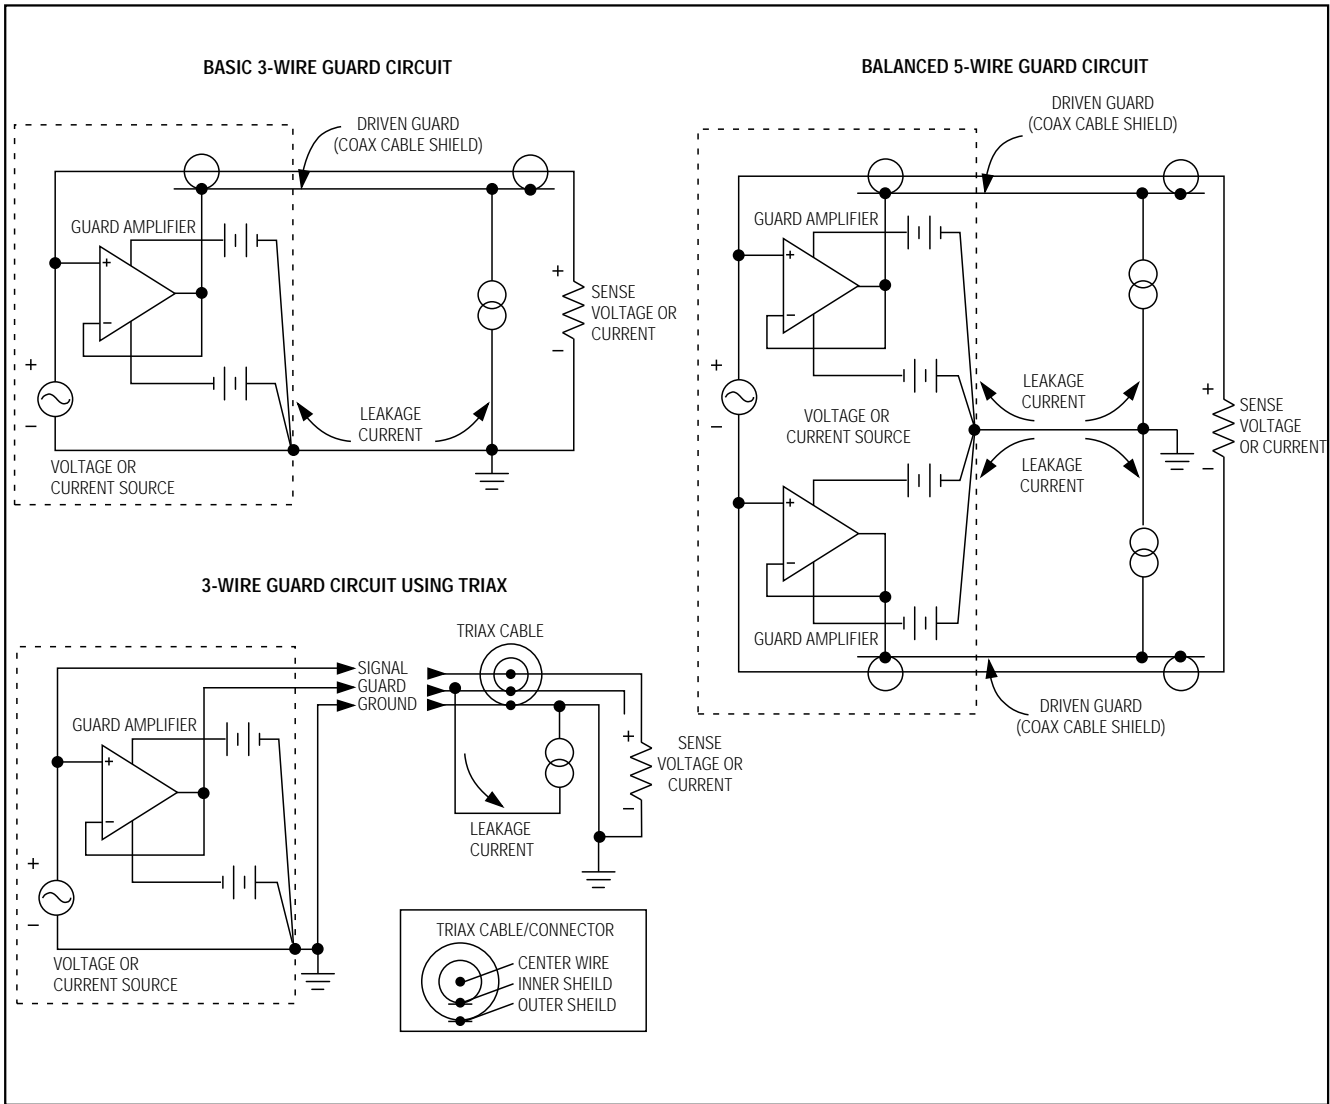 BASIC 3-WIRE GUARD CIRCUIT
DRIVEN GUARD
(COAX CABLE SHIELD)
GUARD AMPLIFIER
+
−
+
−
+
−
SENSE
VOLTAGE OR
CURRENT
LEAKAGE
CURRENT
VOLTAGE OR
CURRENT SOURCE
BALANCED 5-WIRE GUARD CIRCUIT
DRIVEN GUARD
(COAX CABLE SHIELD)
GUARD AMPLIFIER
+
−
+
−
LEAKAGE
CURRENT
VOLTAGE OR
CURRENT SOURCE
+
−
SENSE
VOLTAGE
OR CURRENT
LEAKAGE
CURRENT
+
−
GUARD AMPLIFIER
DRIVEN GUARD
(COAX CABLE SHIELD)
3-WIRE GUARD CIRCUIT USING TRIAX
TRIAX CABLE
SIGNAL
GUARD
GROUND
GUARD AMPLIFIER
+
−
+
−
+
−
SENSE
VOLTAGE OR
CURRENT
LEAKAGE
CURRENT
VOLTAGE OR
CURRENT SOURCE
TRIAX CABLE/CONNECTOR
CENTER WIRE
INNER SHEILD
OUTER SHEILD